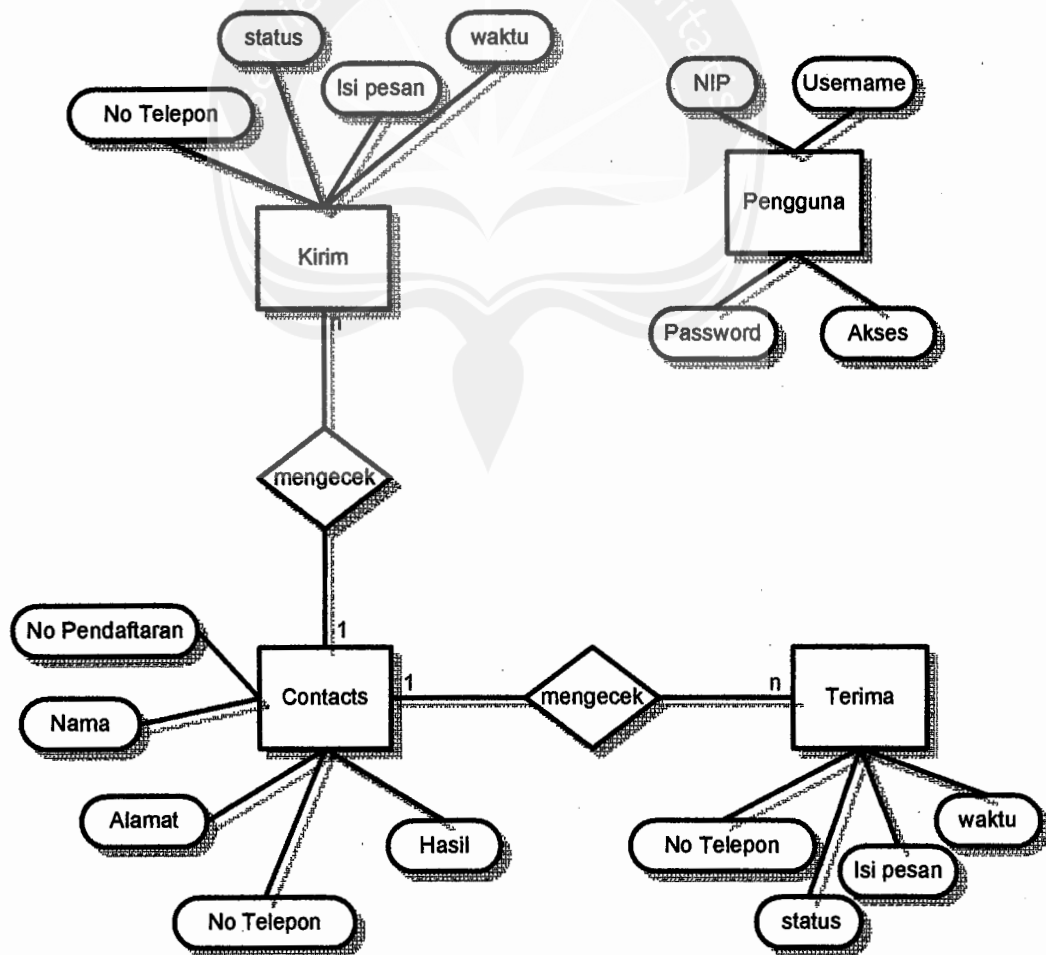 status
waktu
Isi pesan
No Telepon
NIP
Username
Kirim
Pengguna
Password
Akses
n
mengecek
1
No Pendaftaran
Nama
Contacts
1
mengecek
n
Terima
Alamat
Hasil
No Telepon
No Telepon
waktu
Isi pesan
status